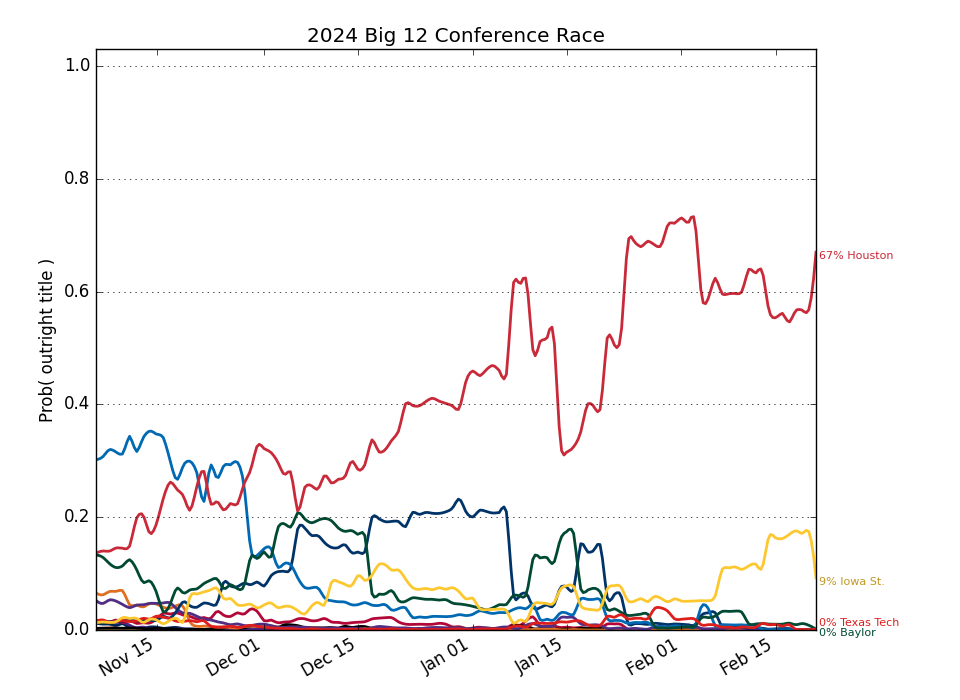 2024 Big 12 Conference Race
Prob( outright title )
1.0
0.8
0.6
0.4
0.2
0.0
67% Houston
9% Iowa St.
0% Texas Tech
0% Baylor
Nov 15
Dec 01
Dec 15
Jan 01
Jan 15
Feb 01
Feb 15